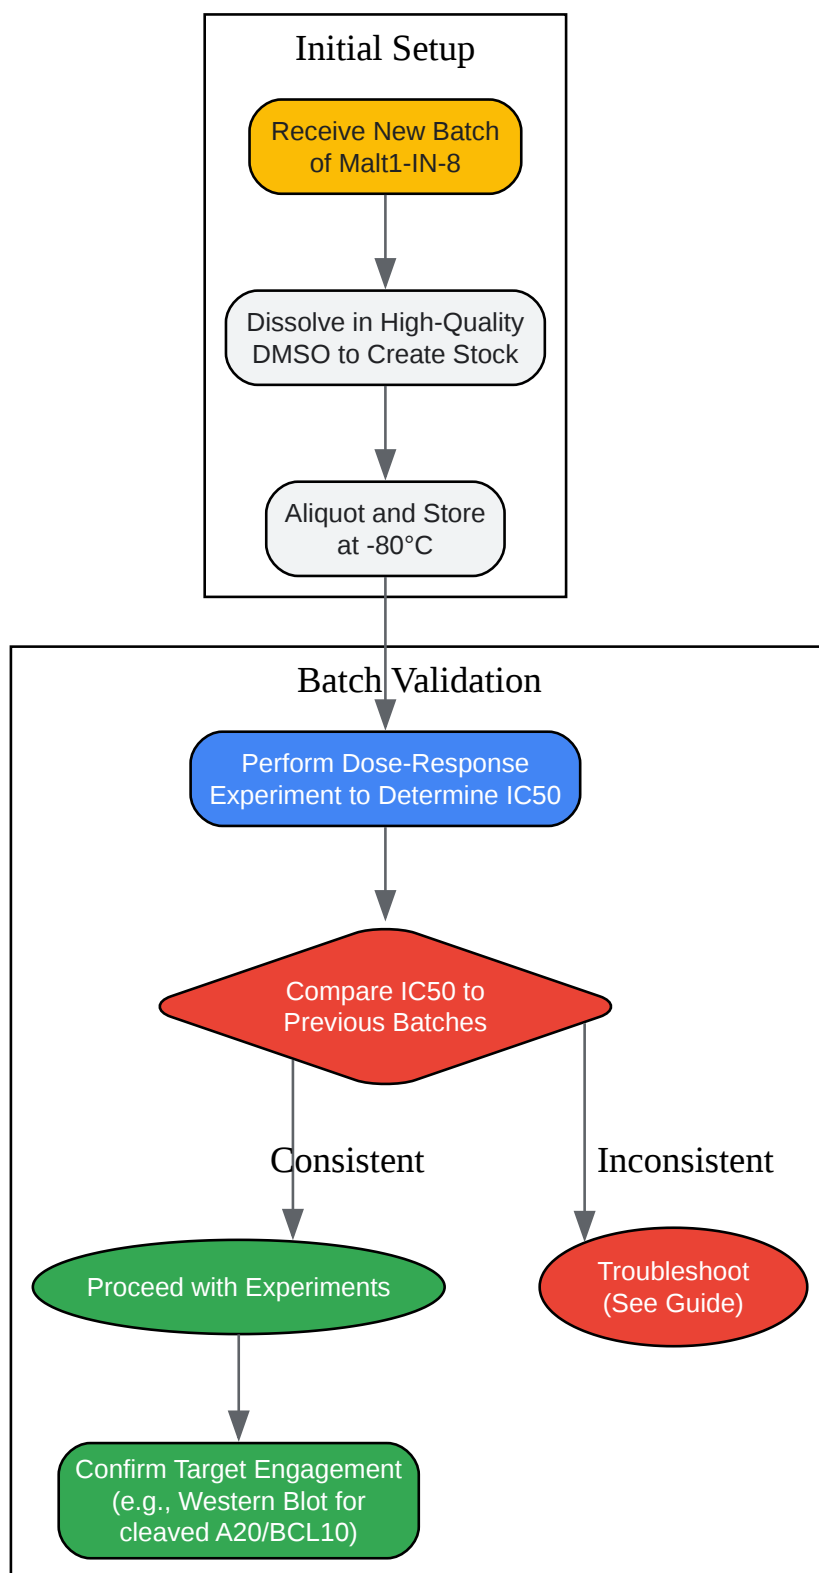 Initial Setup
Receive New Batch
of Malt1-IN-8
Dissolve in High-Quality
DMSO to Create Stock
Aliquot and Store
at -80°C
Batch Validation
Perform Dose-Response
Experiment to Determine IC50
Compare IC50 to
Previous Batches
Consistent
Inconsistent
Proceed with Experiments
Troubleshoot
(See Guide)
Confirm Target Engagement
(e.g., Western Blot for
cleaved A20/BCL10)